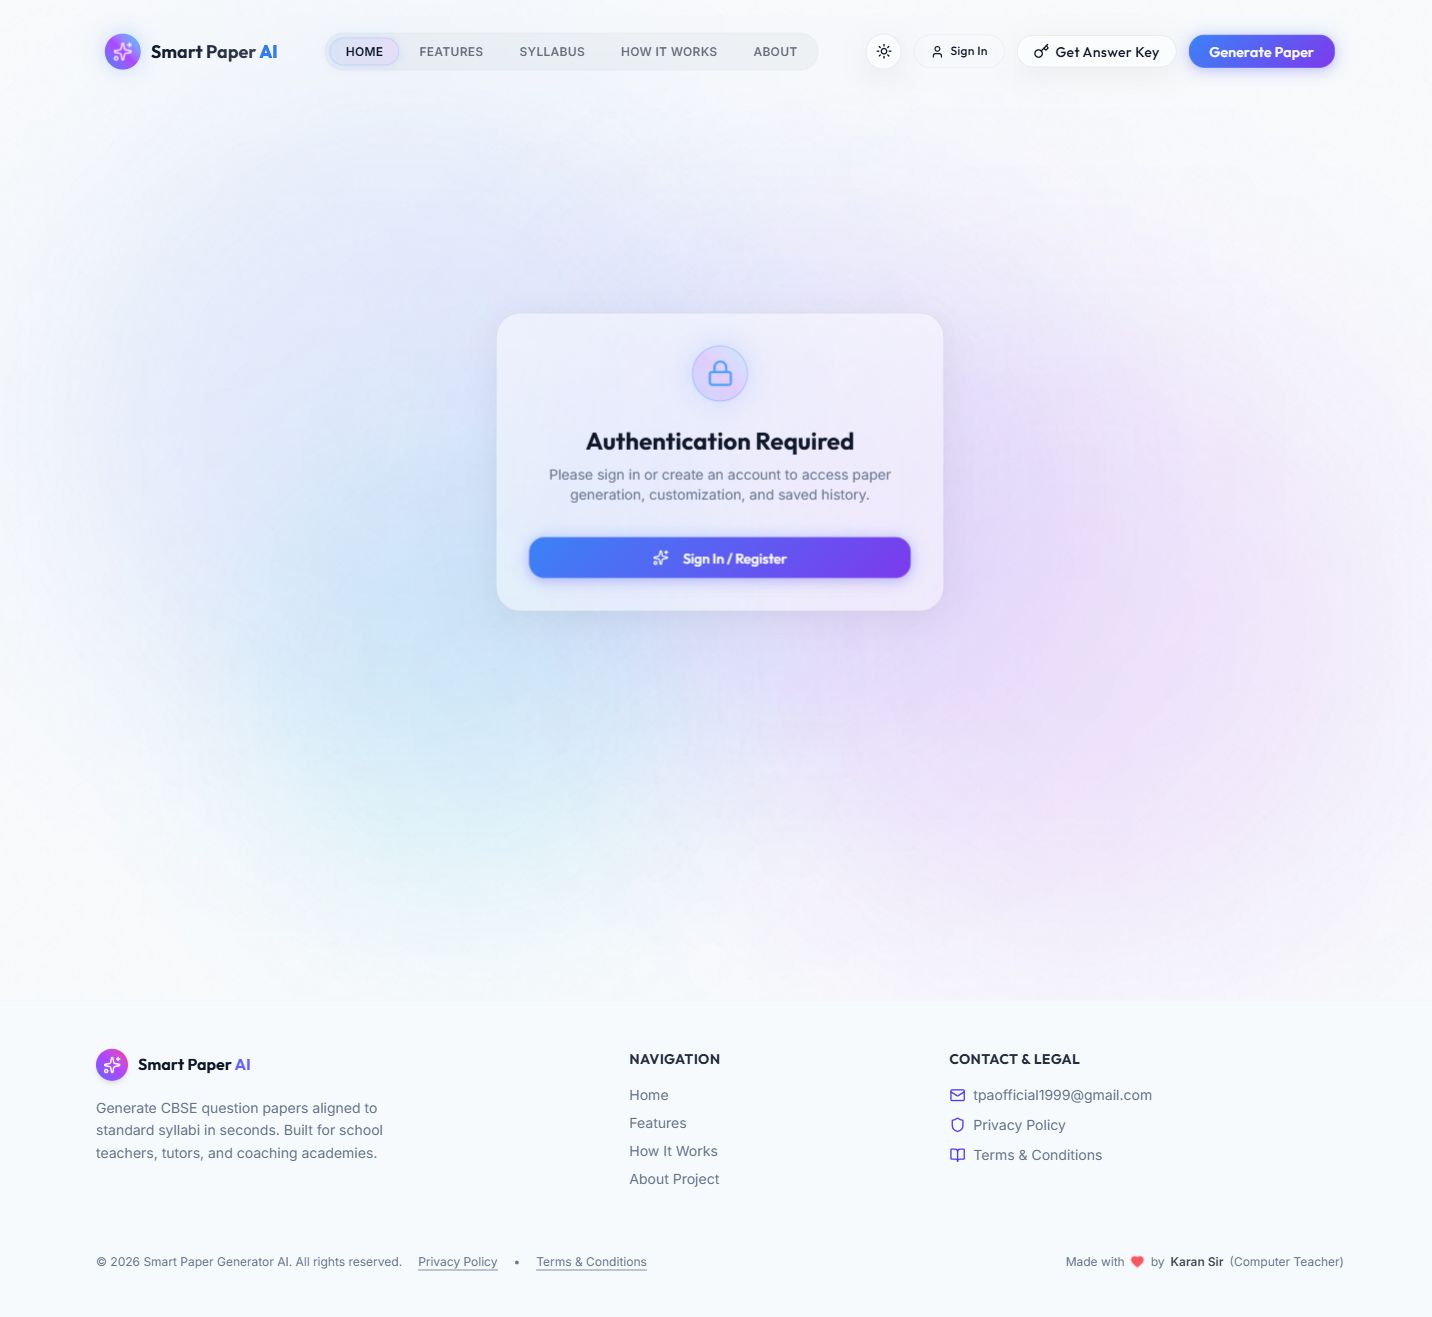 Smart Paper AI
HOME
FEATURES
SYLLABUS
HOW IT WORKS
ABOUT
Sign In
Get Answer Key
Generate Paper
Authentication Required
Please sign in or create an account to access paper
generation, customization, and saved history.
Sign In / Register
Smart Paper AI
Generate CBSE question papers aligned to
standard syllabi in seconds. Built for school
teachers, tutors, and coaching academies.
NAVIGATION
Home
Features
How It Works
About Project
CONTACT & LEGAL
tpaofficial1999@gmail.com
Privacy Policy
Terms & Conditions
© 2026 Smart Paper Generator AI. All rights reserved. Privacy Policy • Terms & Conditions
Made with ❤️ by Karan Sir (Computer Teacher)